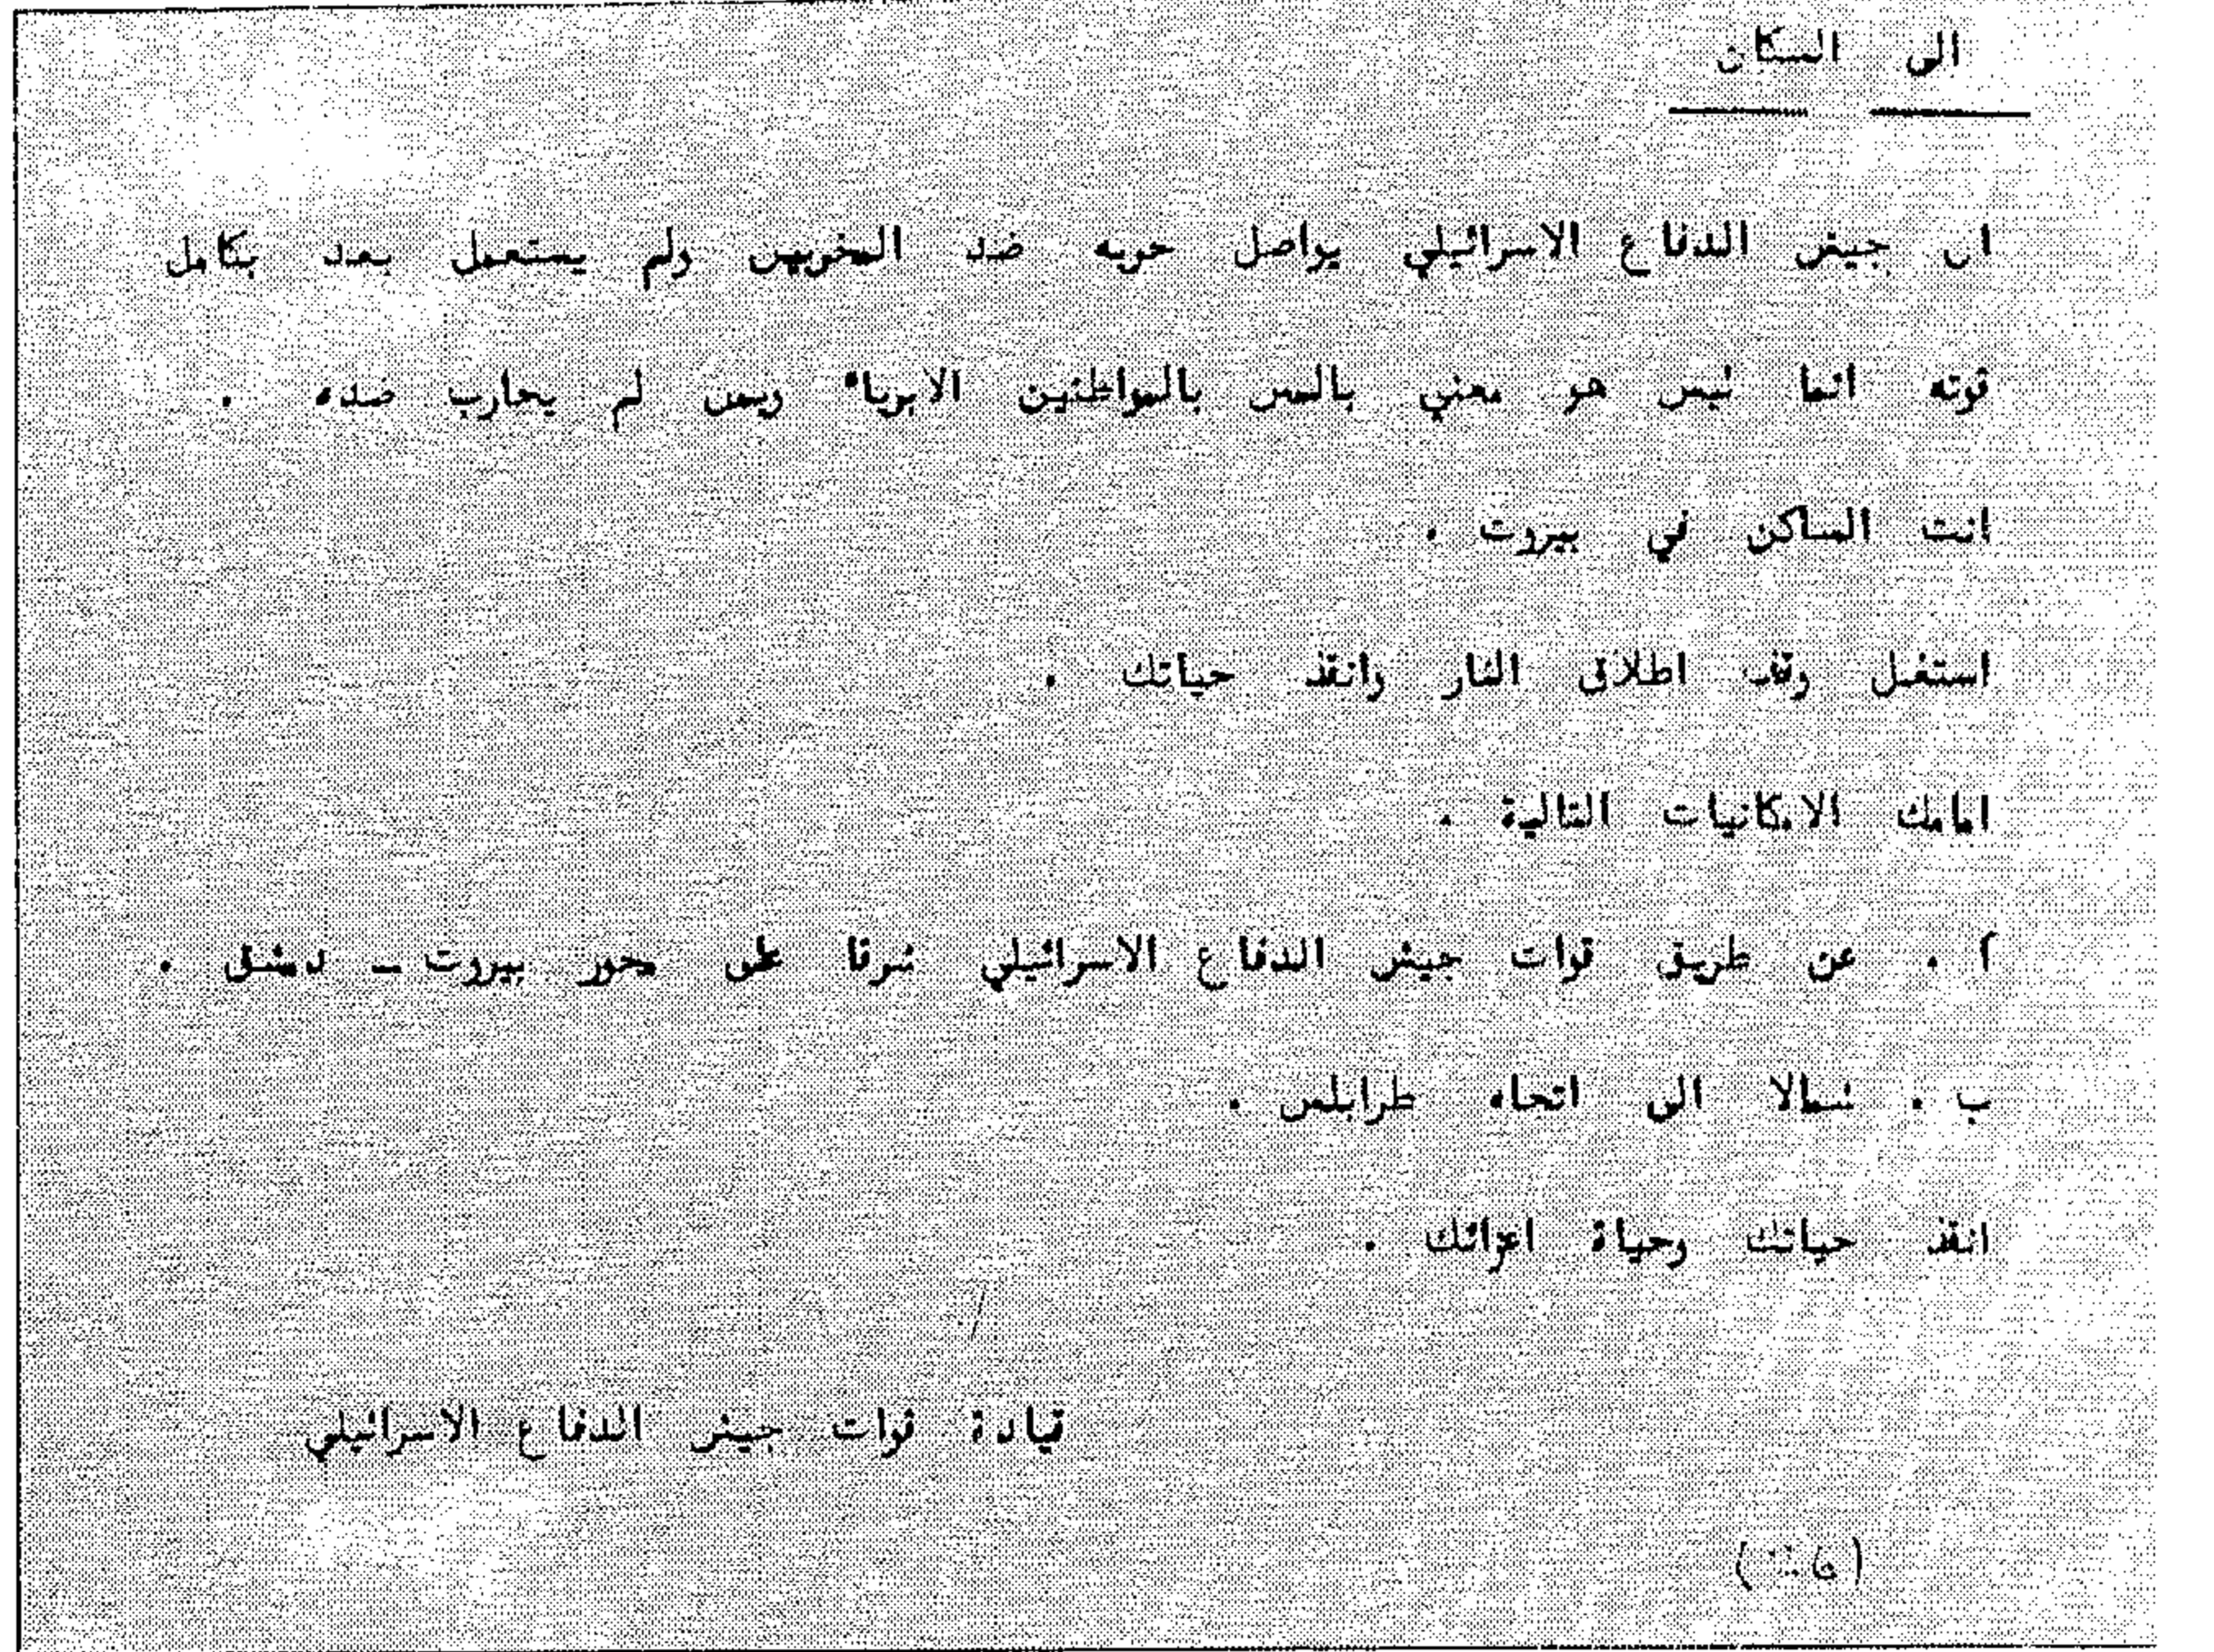 الى السكان
ان جيش الدفاع الاسرائيلي يواصل حربه ضد المخربين ولم يستعمل بعد بكامل
قوته انما ليس هو معني بالمس بالمواطنين الابرياء وبمن لم يحارب ضده .
انت الساكن في بيروت .
استغل وقف اطلاق النار وانقذ حياتك .
امامك الامكانيات التالية .
أ . عن طريق قوات جيش الدفاع الاسرائيلي شرقا على محور بيروت ــ دمشق .
ب . شمالا الى اتجاه طرابلس .
انقذ حياتك وحياة اعزائك .
قيادة قوات جيش الدفاع الاسرائيلي